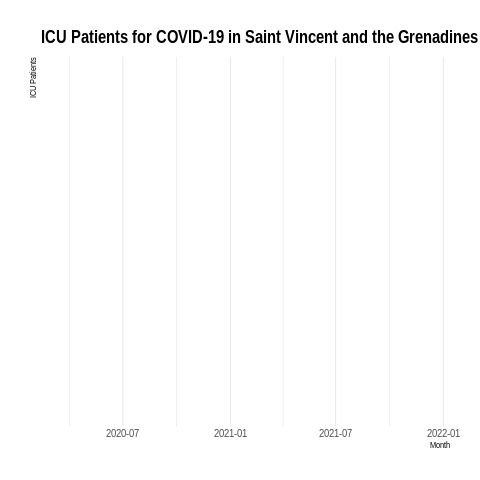 ICU Patients for COVID-19 in Saint Vincent and the Grenadines
ICU Patients
2020-07 2021-01 2021-07 2022-01
Month